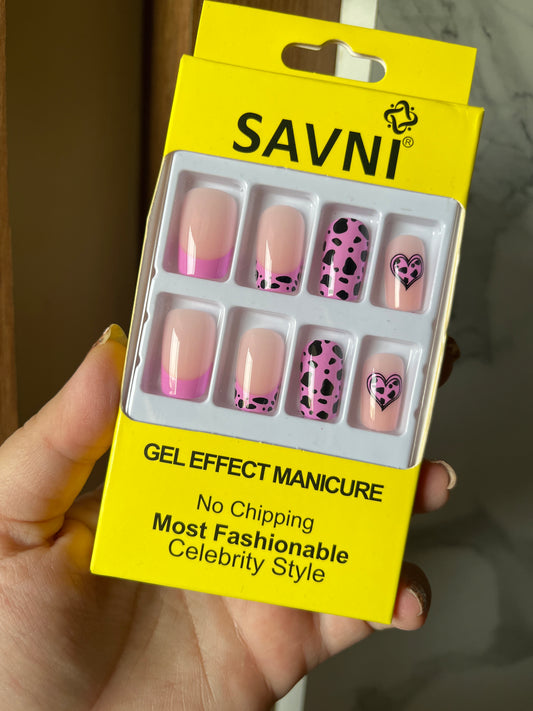 SAVNI®
GEL EFFECT MANICURE
No Chipping
Most Fashionable
Celebrity Style